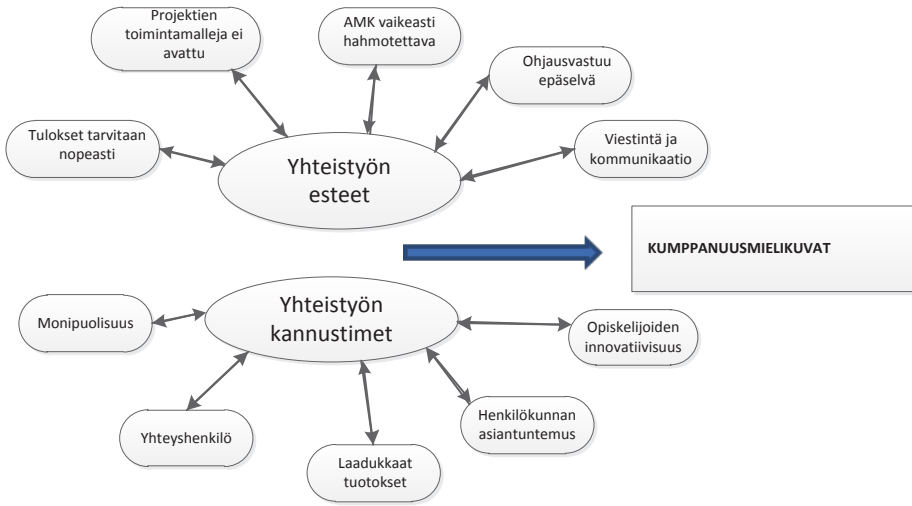 Projektien
toimintamalleja ei
avattu
AMK vaikeasti
hahmotettava
Ohjausvastuu
epäselvä
Tulokset tarvitaan
nopeasti
Viestintä ja
kommunikaatio
Yhteistyön
esteet
KUMPPANUUSMIELIKUVAT
Yhteistyön
kannustimet
Monipuolisuus
Opiskelijoiden
innovatiivisuus
Yhteyshenkilö
Laadukkaat
tuotokset
Henkilökunnan
asiantuntemus